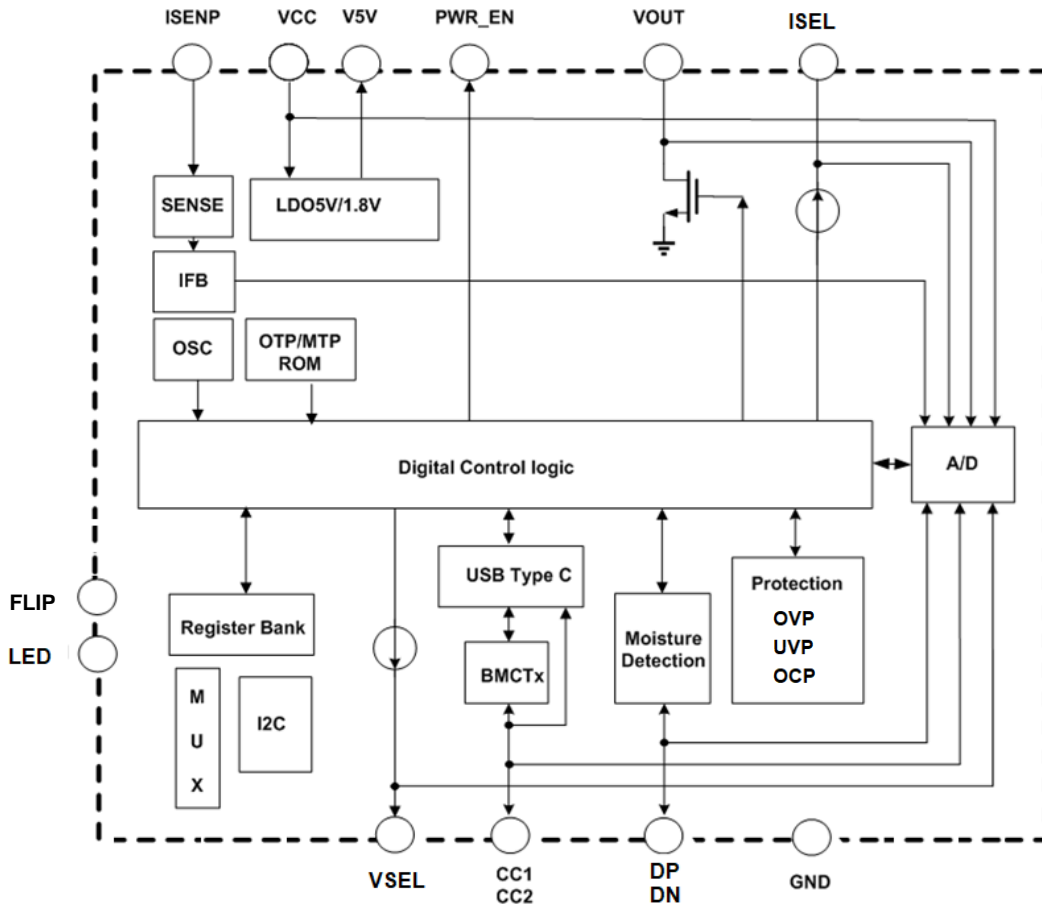 ISENP
VCC
V5V
PWR_EN
VOUT
ISEL
SENSE
LDO5V/1.8V
IFB
OSC
OTP/MTP
ROM
Digital Control logic
A/D
USB Type C
Protection
OVP
UVP
OCP
FLIP
LED
Register Bank
Moisture
Detection
BMCTx
M
U
X
I2C
VSEL
CC1
CC2
DP
DN
GND